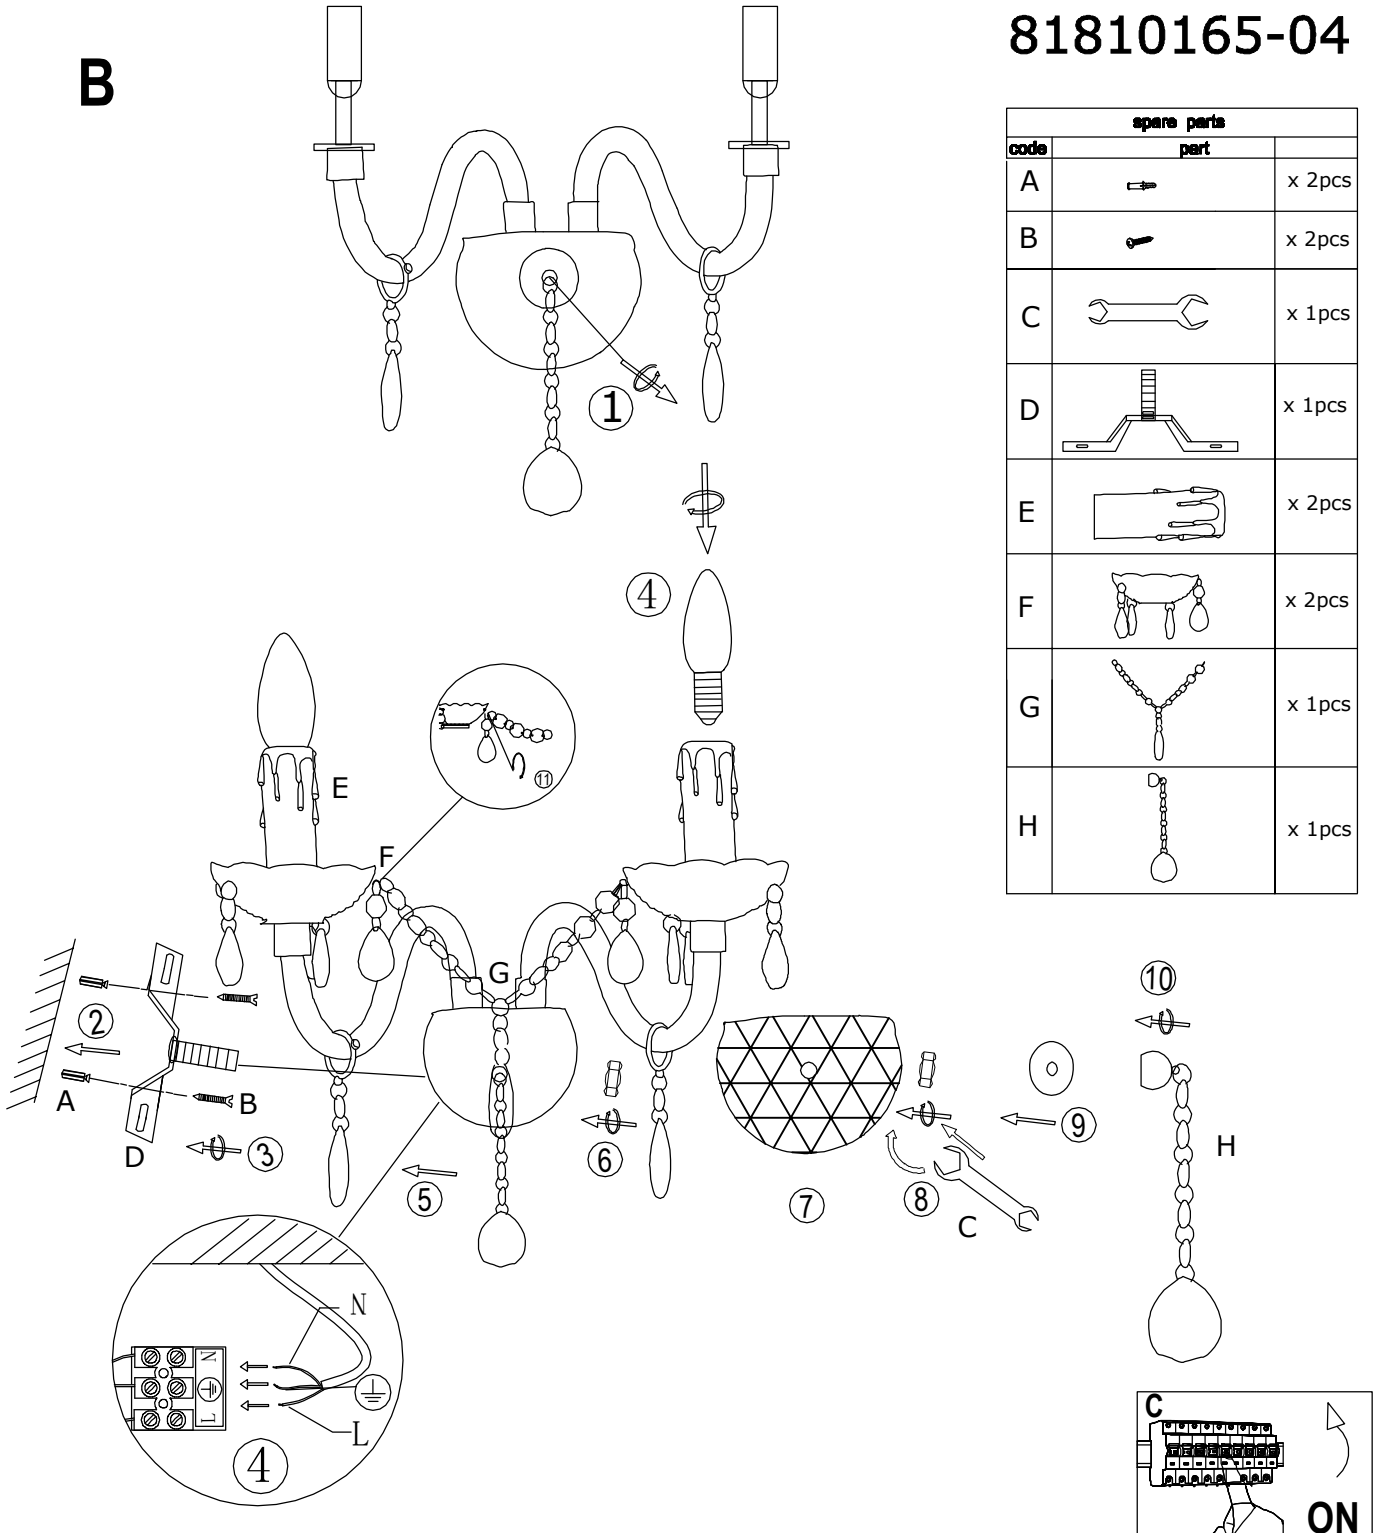 81810165-04
B
spare parts
code part
A x 2pcs
B x 2pcs
C x 1pcs
D x 1pcs
E x 2pcs
F x 2pcs
G x 1pcs
H x 1pcs
1
4
11
E
F
G
2
A
B
D
3
5
6
7
8
C
9
10
H
N
L
N
L
4
C
ON